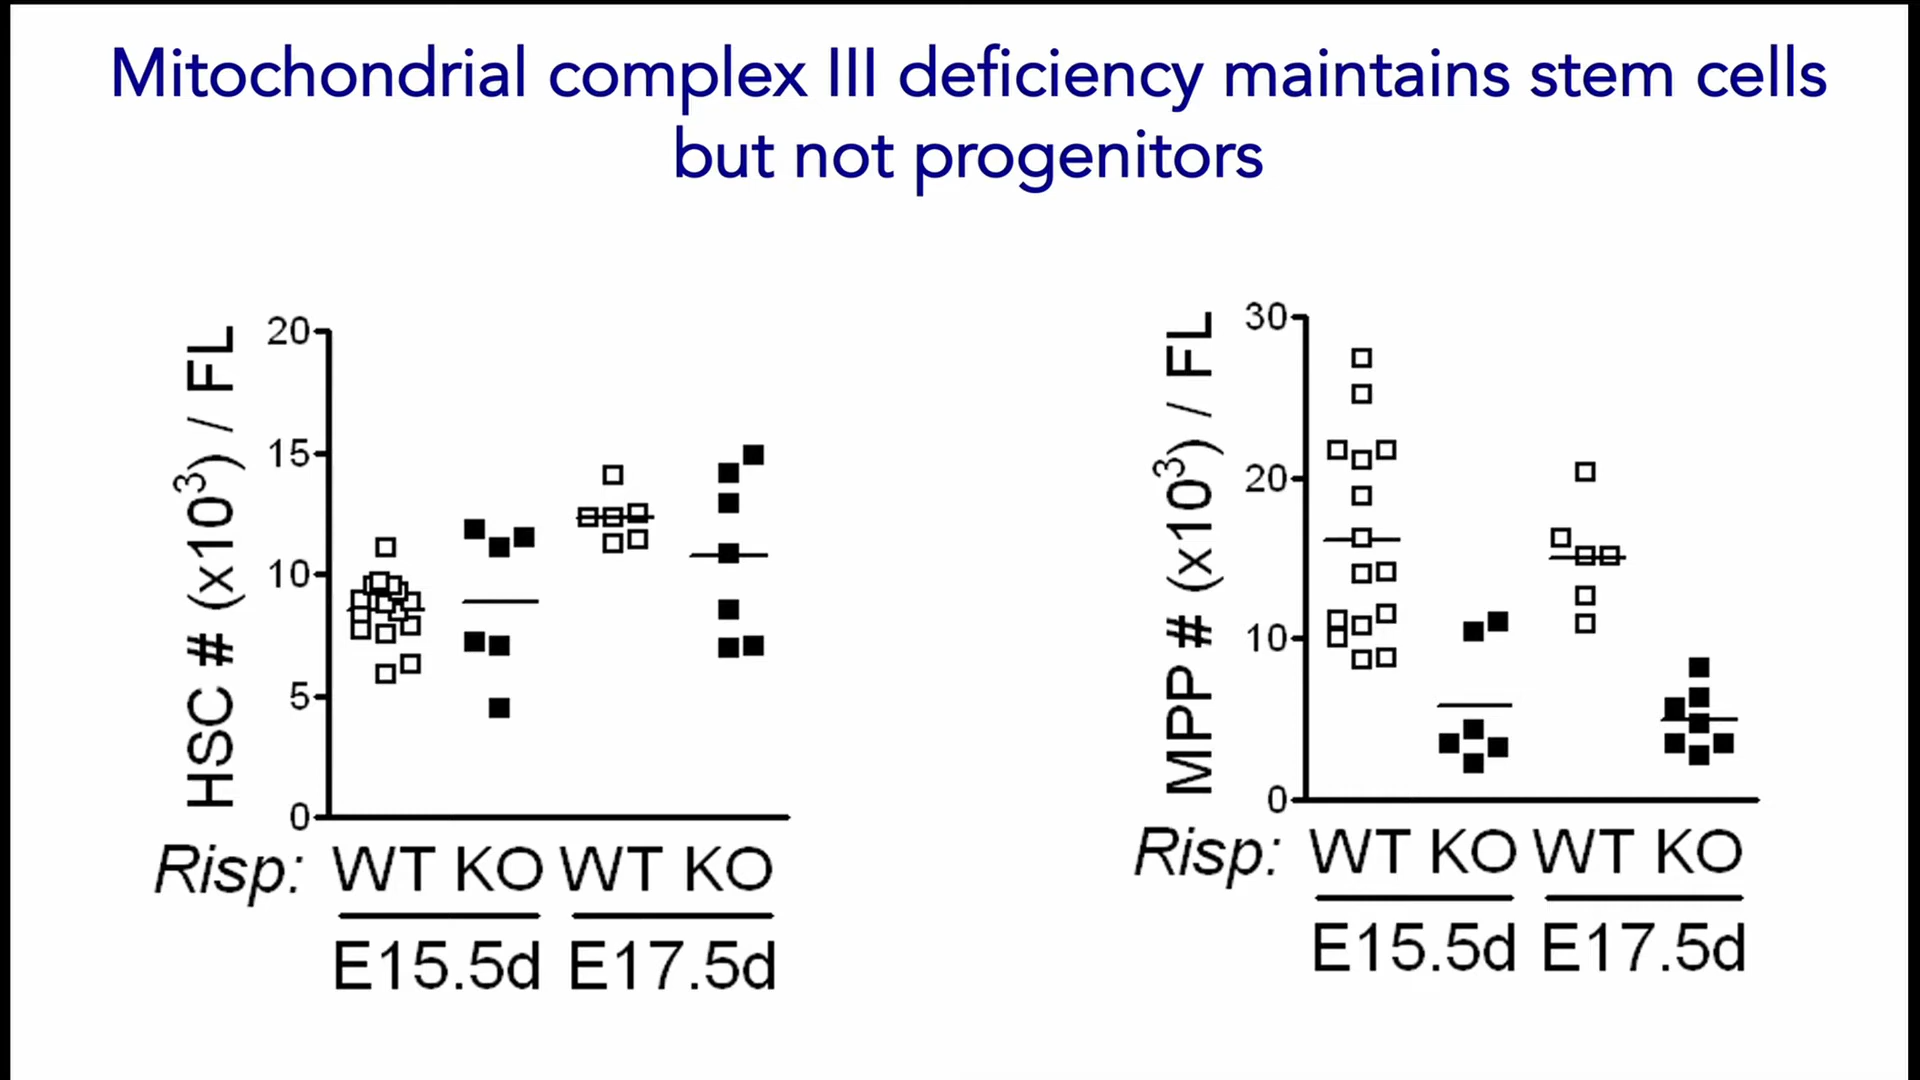 Mitochondrial complex III deficiency maintains stem cells
but not progenitors
HSC # (x10³) / FL
20
15
10
5
0
Risp: WT KO WT KO
E15.5d E17.5d
MPP # (x10³) / FL
30
20
10
0
Risp: WT KO WT KO
E15.5d E17.5d